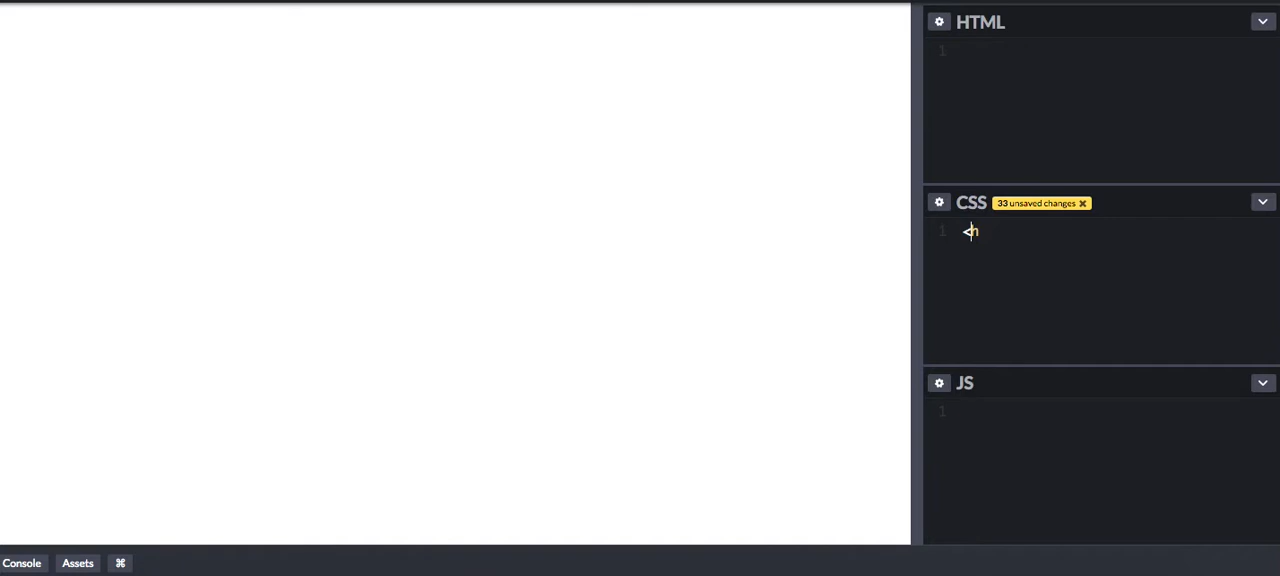 HTML
1
CSS 33 unsaved changes ×
1 <h
JS
1
Console Assets ⌘